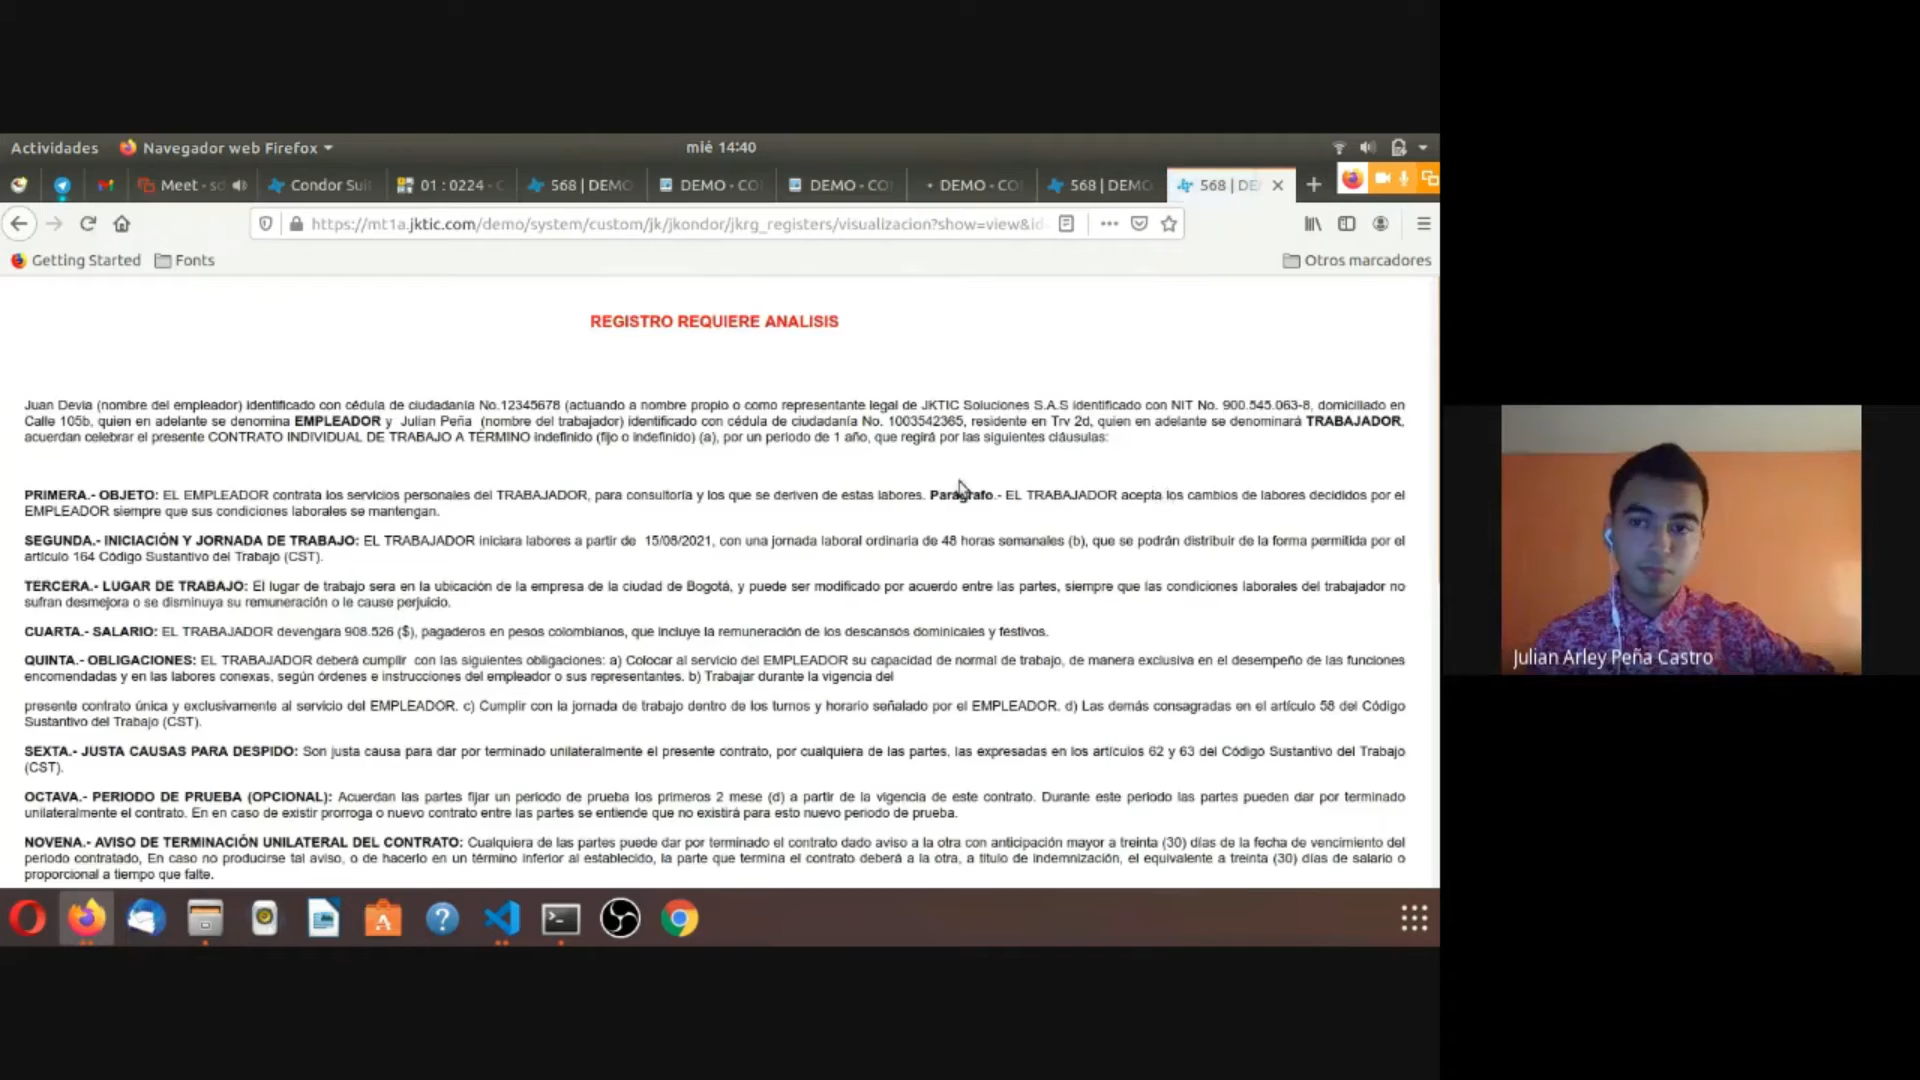 Actividades
Navegador web Firefox
mié 14:40
Meet - sd
Condor Sui
01 : 0224 - C
568 | DEMO
DEMO - CO
DEMO - CO
• DEMO - CO
568 | DEMO
568 | DE
https://mt1a.jktic.com/demo/system/custom/jk/jkondor/jkrg_registers/visualizacion?show=view&id
Getting Started
Fonts
Otros marcadores
REGISTRO REQUIERE ANALISIS
Juan Devia (nombre del empleador) identificado con cédula de ciudadanía No.12345678 (actuando a nombre propio o como representante legal de JKTIC Soluciones S.A.S identificado con NIT No. 900.545.063-8, domiciliado en
Calle 105b, quien en adelante se denomina EMPLEADOR y Julian Peña (nombre del trabajador) identificado con cédula de ciudadanía No. 1003542365, residente en Trv 2d, quien en adelante se denominará TRABAJADOR,
acuerdan celebrar el presente CONTRATO INDIVIDUAL DE TRABAJO A TÉRMINO indefinido (fijo o indefinido) (a), por un periodo de 1 año, que regirá por las siguientes cláusulas:
PRIMERA.- OBJETO: EL EMPLEADOR contrata los servicios personales del TRABAJADOR, para consultoría y los que se deriven de estas labores. Parágrafo.- EL TRABAJADOR acepta los cambios de labores decididos por el
EMPLEADOR siempre que sus condiciones laborales se mantengan.
SEGUNDA.- INICIACIÓN Y JORNADA DE TRABAJO: EL TRABAJADOR iniciara labores a partir de 15/08/2021, con una jornada laboral ordinaria de 48 horas semanales (b), que se podrán distribuir de la forma permitida por el
artículo 164 Código Sustantivo del Trabajo (CST).
TERCERA.- LUGAR DE TRABAJO: El lugar de trabajo sera en la ubicación de la empresa de la ciudad de Bogotá, y puede ser modificado por acuerdo entre las partes, siempre que las condiciones laborales del trabajador no
sufran desmejora o se disminuya su remuneración o le cause perjuicio.
CUARTA.- SALARIO: EL TRABAJADOR devengara 908.526 ($), pagaderos en pesos colombianos, que incluye la remuneración de los descansos dominicales y festivos.
QUINTA.- OBLIGACIONES: EL TRABAJADOR deberá cumplir con las siguientes obligaciones: a) Colocar al servicio del EMPLEADOR su capacidad de normal de trabajo, de manera exclusiva en el desempeño de las funciones
encomendadas y en las labores conexas, según órdenes e instrucciones del empleador o sus representantes. b) Trabajar durante la vigencia del
presente contrato única y exclusivamente al servicio del EMPLEADOR. c) Cumplir con la jornada de trabajo dentro de los turnos y horario señalado por el EMPLEADOR. d) Las demás consagradas en el artículo 58 del Código
Sustantivo del Trabajo (CST).
SEXTA.- JUSTA CAUSAS PARA DESPIDO: Son justa causa para dar por terminado unilateralmente el presente contrato, por cualquiera de las partes, las expresadas en los artículos 62 y 63 del Código Sustantivo del Trabajo
(CST).
OCTAVA.- PERIODO DE PRUEBA (OPCIONAL): Acuerdan las partes fijar un periodo de prueba los primeros 2 mese (d) a partir de la vigencia de este contrato. Durante este periodo las partes pueden dar por terminado
unilateralmente el contrato. En en caso de existir prorroga o nuevo contrato entre las partes se entiende que no existirá para esto nuevo periodo de prueba.
NOVENA.- AVISO DE TERMINACIÓN UNILATERAL DEL CONTRATO: Cualquiera de las partes puede dar por terminado el contrato dado aviso a la otra con anticipación mayor a treinta (30) días de la fecha de vencimiento del
periodo contratado, En caso no producirse tal aviso, o de hacerlo en un término inferior al establecido, la parte que termina el contrato deberá a la otra, a titulo de indemnización, el equivalente a treinta (30) días de salario o
proporcional a tiempo que falte.
Julian Arley Peña Castro